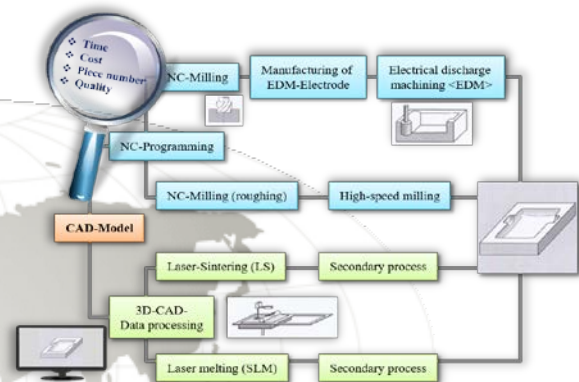 Time
Cost
Piece number
Quality
NC-Milling
Manufacturing of
EDM-Electrode
Electrical discharge
machining <EDM>
NC-Programming
NC-Milling (roughing)
High-speed milling
CAD-Model
Laser-Sintering (LS)
Secondary process
3D-CAD-
Data processing
Laser melting (SLM)
Secondary process